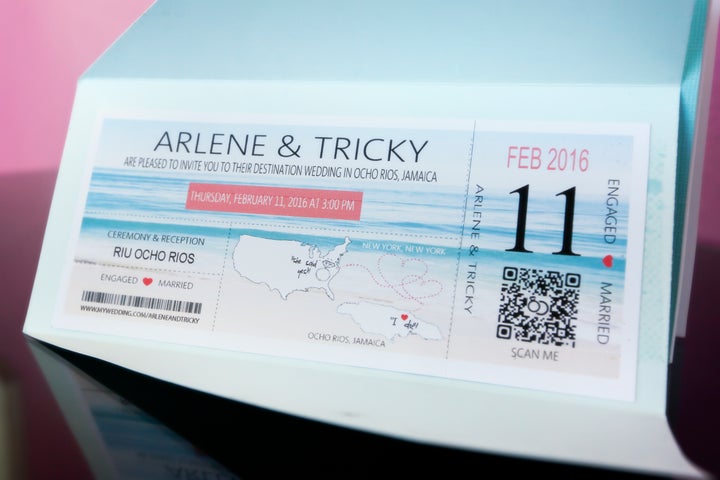 ARLENE & TRICKY
ARE PLEASED TO INVITE YOU TO THEIR DESTINATION WEDDING IN OCHO RIOS, JAMAICA
THURSDAY, FEBRUARY 11, 2016 AT 3:00 PM
CEREMONY & RECEPTION
RIU OCHO RIOS
ENGAGED MARRIED
WWW.MYWEDDING.COM/ARLENEANDTRICKY
NEW YORK, NEW YORK
We said
yes!
I do!
OCHO RIOS, JAMAICA
ARLENE & TRICKY
FEB 2016
11
SCAN ME
ENGAGED MARRIED